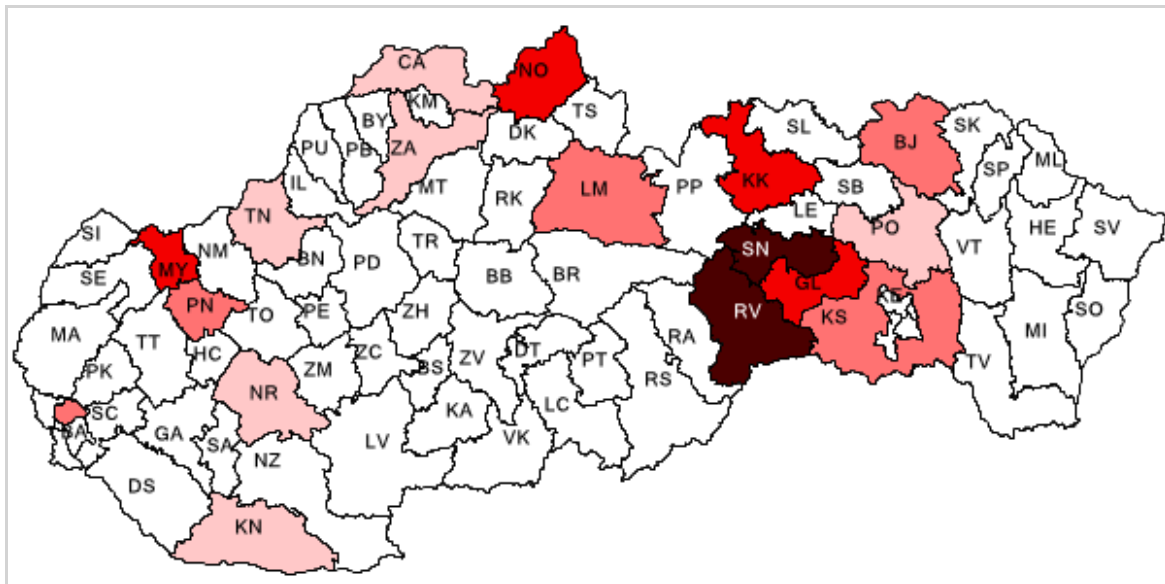 CA
NO
KM
TS
BY
PU
PB
ZA
DK
SL
BJ
SK
SP
ML
IL
MT
RK
LM
PP
KK
SB
LE
PO
HE
SV
VT
TN
SI
NM
BN
PD
TR
BB
BR
SN
SE
MY
GL
KE
PN
TO
PE
ZH
RV
KS
MA
TT
HC
ZM
ZC
BS
ZV
DT
PT
RA
RS
TV
MI
SO
PK
NR
SC
BA
GA
SA
NZ
LV
KA
VK
LC
DS
KN